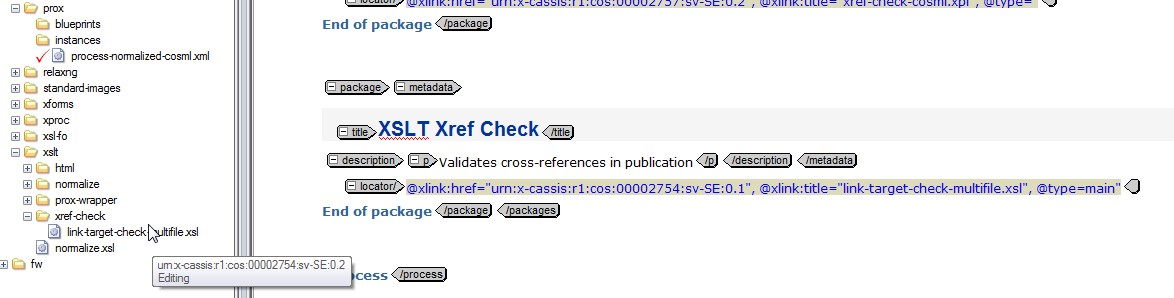 prox
blueprints
instances
process-normalized-cosml.xml
relaxng
standard-images
xforms
xproc
xsl-fo
xslt
html
normalize
prox-wrapper
xref-check
link-target-check-multifile.xsl
normalize.xsl
fw
urn:x-cassis:r1:cos:00002754:sv-SE:0.2
Editing
locator/ @xlink:href="urn:x-cassis:r1:cos:00002757:sv-SE:0.2", @xlink:title="xref-check-cosml.xpl", @type="
End of package /package
package metadata
title XSLT Xref Check /title
description p Validates cross-references in publication /p /description /metadata
locator/ @xlink:href="urn:x-cassis:r1:cos:00002754:sv-SE:0.1", @xlink:title="link-target-check-multifile.xsl", @type=main"
End of package /package /packages
ocess /process